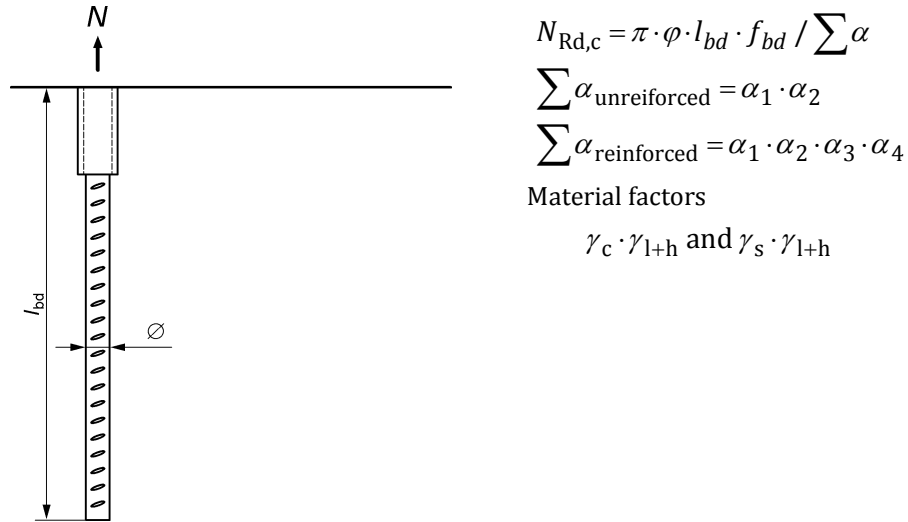 N
l_bd
∅
N_Rd,c = π · φ · l_bd · f_bd / ∑ α
∑ α_unreiforced = α_1 · α_2
∑ α_reinforced = α_1 · α_2 · α_3 · α_4
Material factors
γ_c · γ_l+h and γ_s · γ_l+h